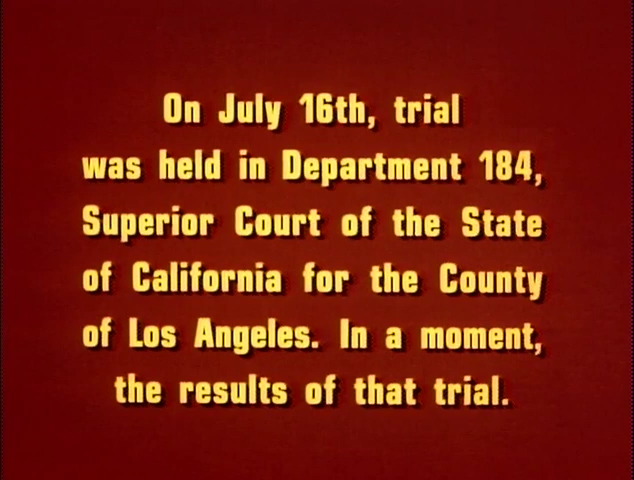 On July 16th, trial
was held in Department 184,
Superior Court of the State
of California for the County
of Los Angeles. In a moment,
the results of that trial.